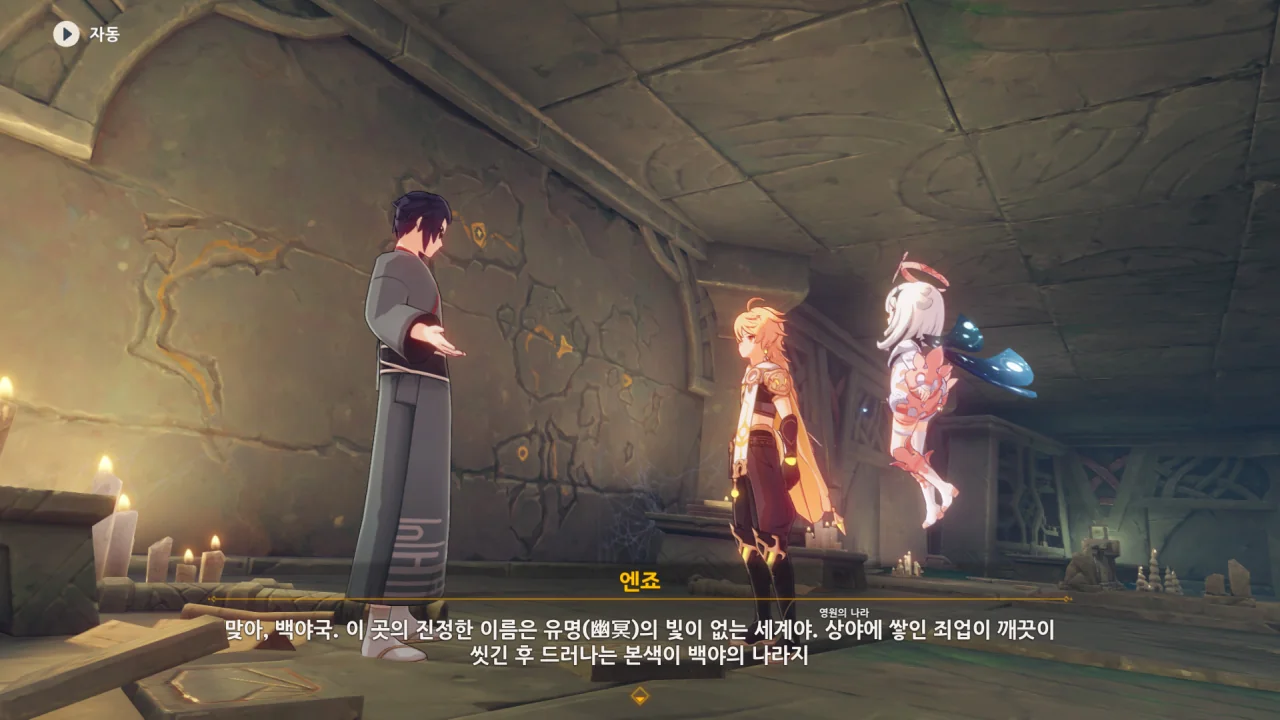 자동
엔죠
영원의 나라
맞아, 백야국. 이 곳의 진정한 이름은 유명(幽冥)의 빛이 없는 세계야. 상야에 쌓인 죄업이 깨끗이
씻긴 후 드러나는 본색이 백야의 나라지